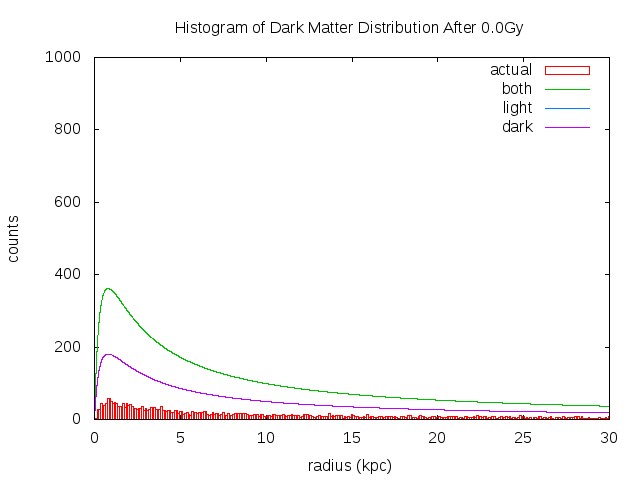 Histogram of Dark Matter Distribution After 0.0Gy
1000
800
600
400
200
0
counts
actual
both
light
dark
0 5 10 15 20 25 30
radius (kpc)